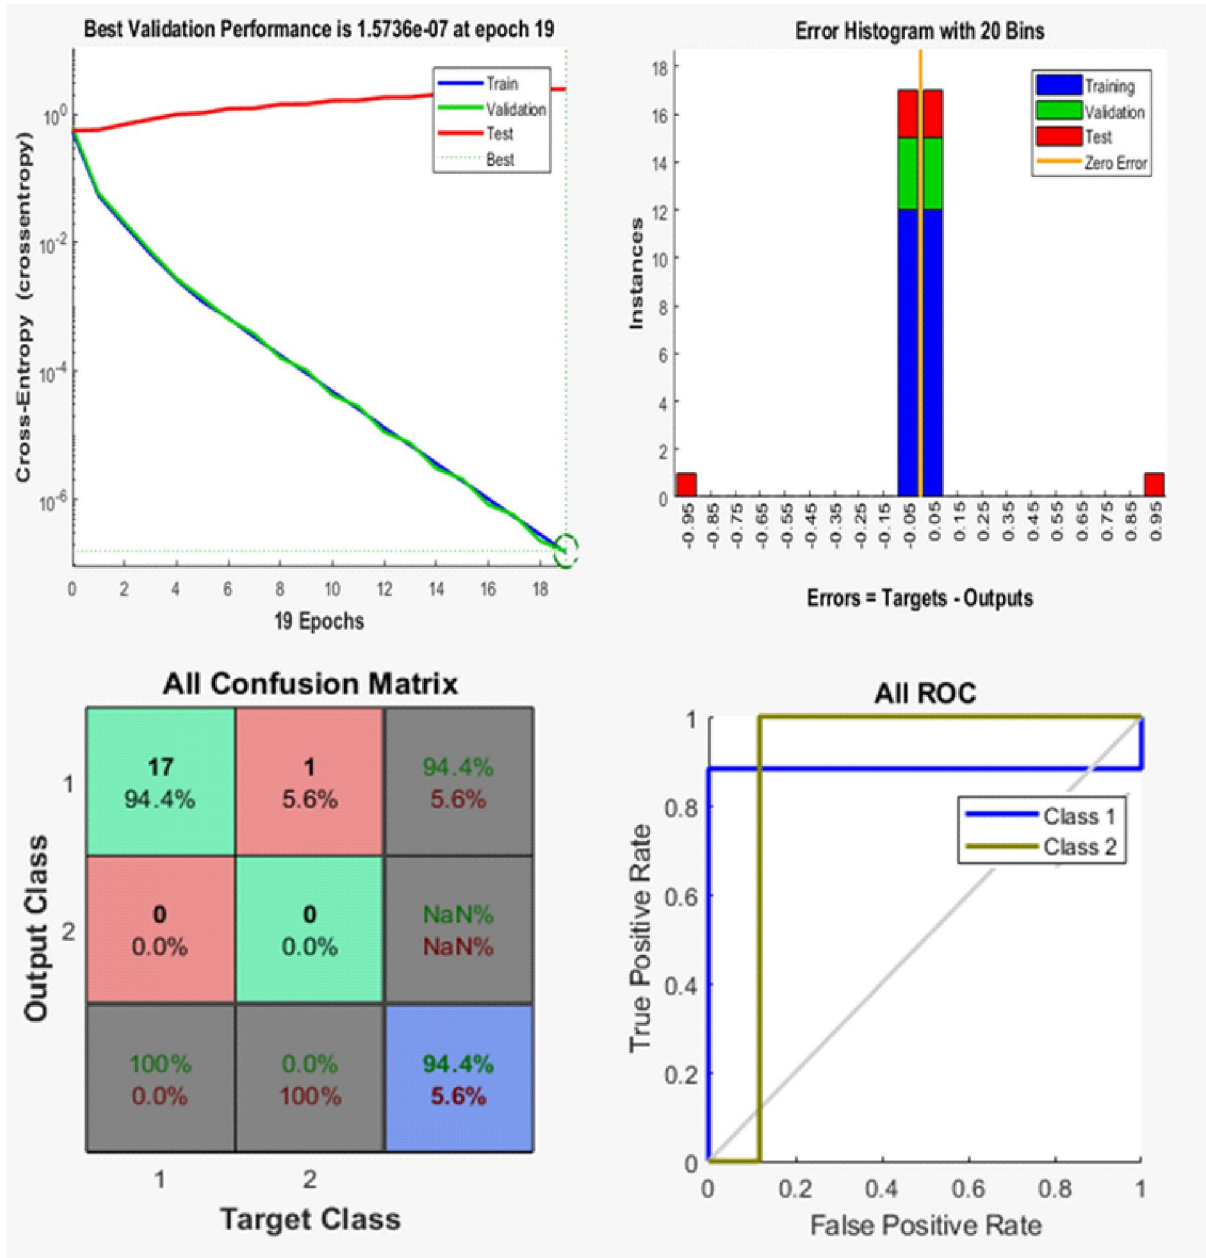 Best Validation Performance is 1.5736e-07 at epoch 19
Cross-Entropy (crossentropy)
10^0
10^-2
10^-4
10^-6
Train
Validation
Test
Best
0 2 4 6 8 10 12 14 16 18
19 Epochs
Error Histogram with 20 Bins
Instances
18
16
14
12
10
8
6
4
2
0
Training
Validation
Test
Zero Error
-0.95 -0.85 -0.75 -0.65 -0.55 -0.45 -0.35 -0.25 -0.15 -0.05 0.05 0.15 0.25 0.35 0.45 0.55 0.65 0.75 0.85 0.95
Errors = Targets - Outputs
All Confusion Matrix
Output Class
1
17 1 94.4%
94.4% 5.6% 5.6%
2
0 0 NaN%
0.0% 0.0% NaN%
100% 0.0% 94.4%
0.0% 100% 5.6%
1 2
Target Class
All ROC
True Positive Rate
1
0.8
0.6
0.4
0.2
0
Class 1
Class 2
0 0.2 0.4 0.6 0.8 1
False Positive Rate